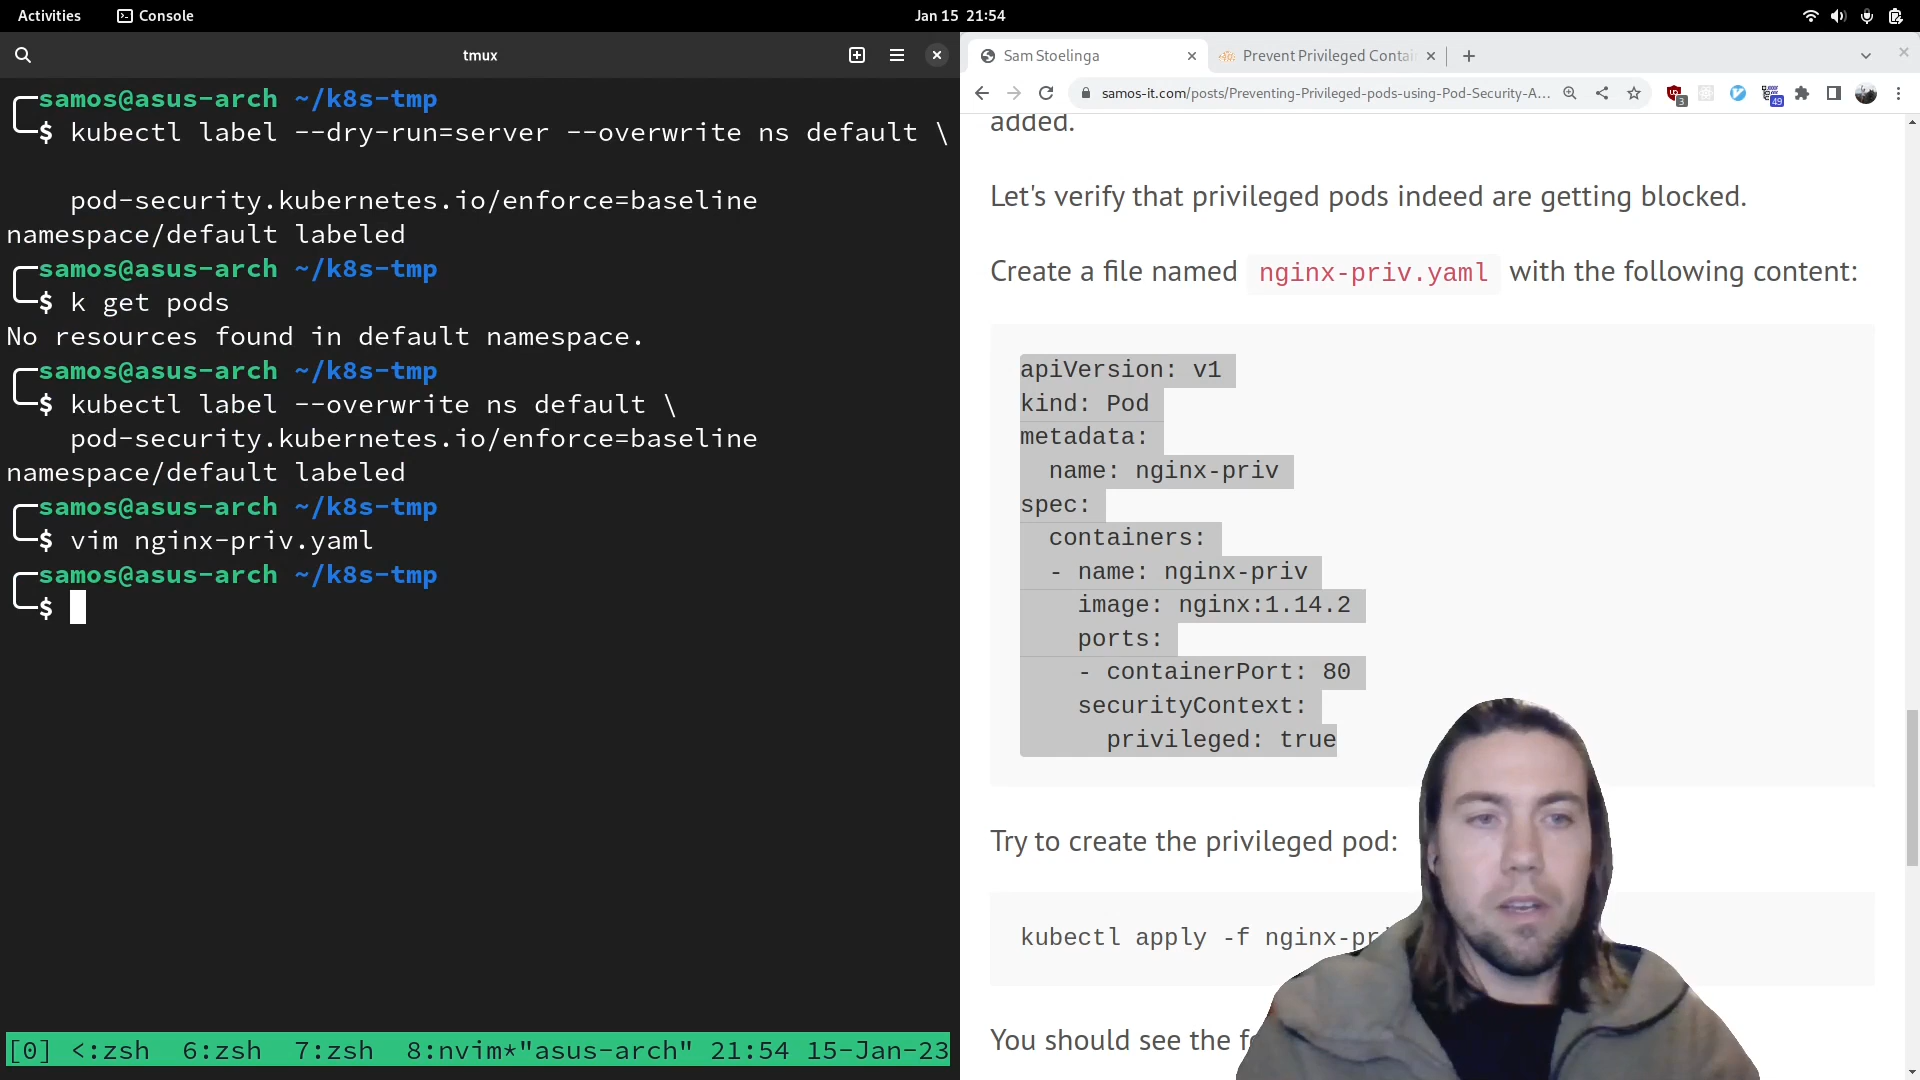 Activities
Console
Jan 15 21:54
tmux
samos@asus-arch ~/k8s-tmp
$ kubectl label --dry-run=server --overwrite ns default \
pod-security.kubernetes.io/enforce=baseline
namespace/default labeled
samos@asus-arch ~/k8s-tmp
$ k get pods
No resources found in default namespace.
samos@asus-arch ~/k8s-tmp
$ kubectl label --overwrite ns default \
pod-security.kubernetes.io/enforce=baseline
namespace/default labeled
samos@asus-arch ~/k8s-tmp
$ vim nginx-priv.yaml
samos@asus-arch ~/k8s-tmp
$
[0] <:zsh 6:zsh 7:zsh 8:nvim*"asus-arch" 21:54 15-Jan-23
Sam Stoelinga
Prevent Privileged Contai
samos-it.com/posts/Preventing-Privileged-pods-using-Pod-Security-A...
3
49
added.
Let's verify that privileged pods indeed are getting blocked.
Create a file named nginx-priv.yaml with the following content:
apiVersion: v1
kind: Pod
metadata:
name: nginx-priv
spec:
containers:
- name: nginx-priv
image: nginx:1.14.2
ports:
- containerPort: 80
securityContext:
privileged: true
Try to create the privileged pod:
kubectl apply -f nginx-pri
You should see the fo